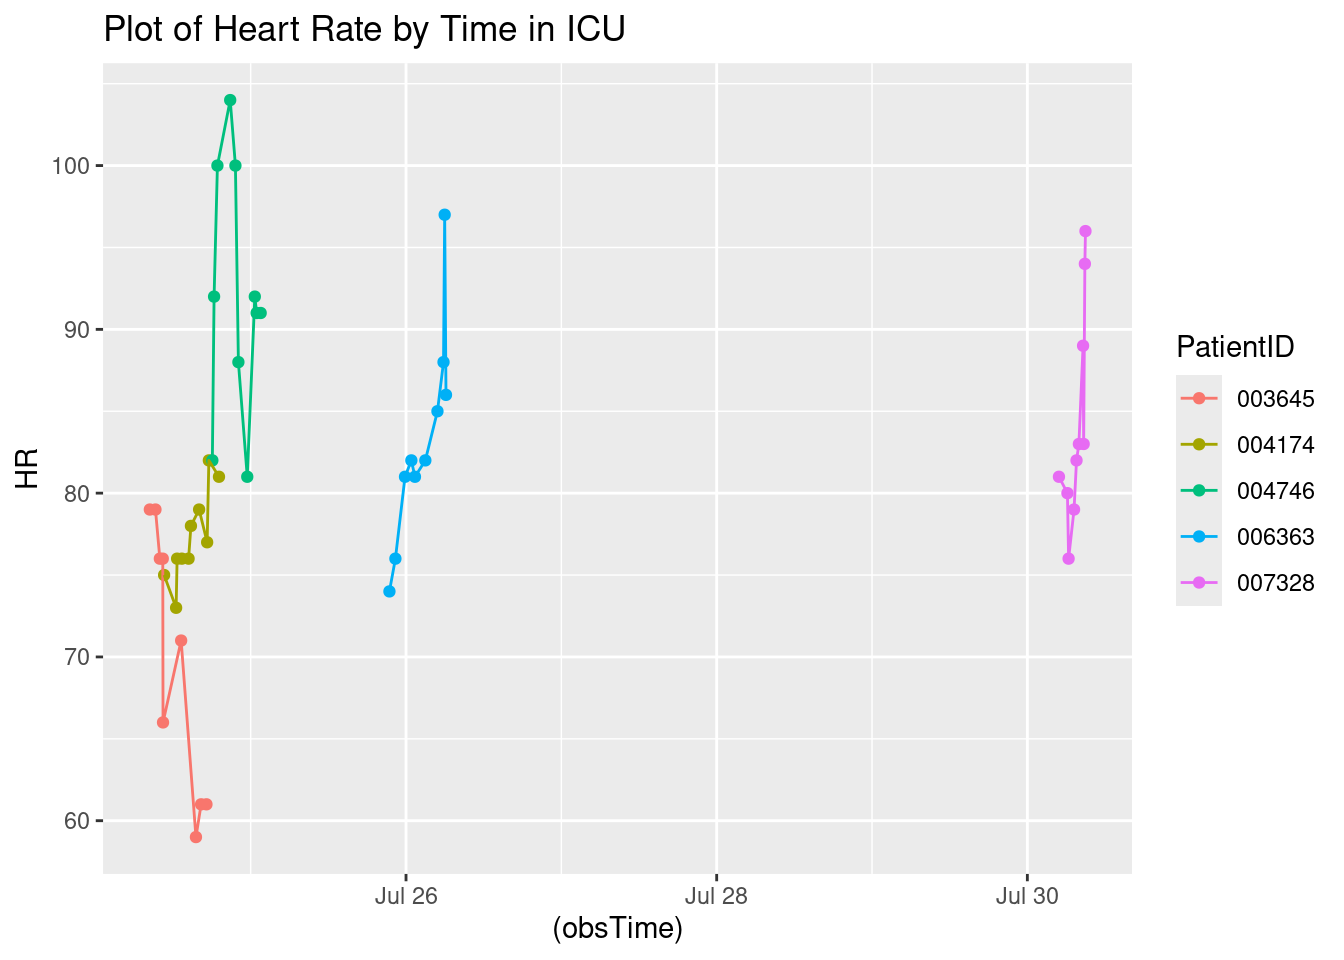 Plot of Heart Rate by Time in ICU
HR
100
90
80
70
60
Jul 26
Jul 28
Jul 30
(obsTime)
PatientID
003645
004174
004746
006363
007328